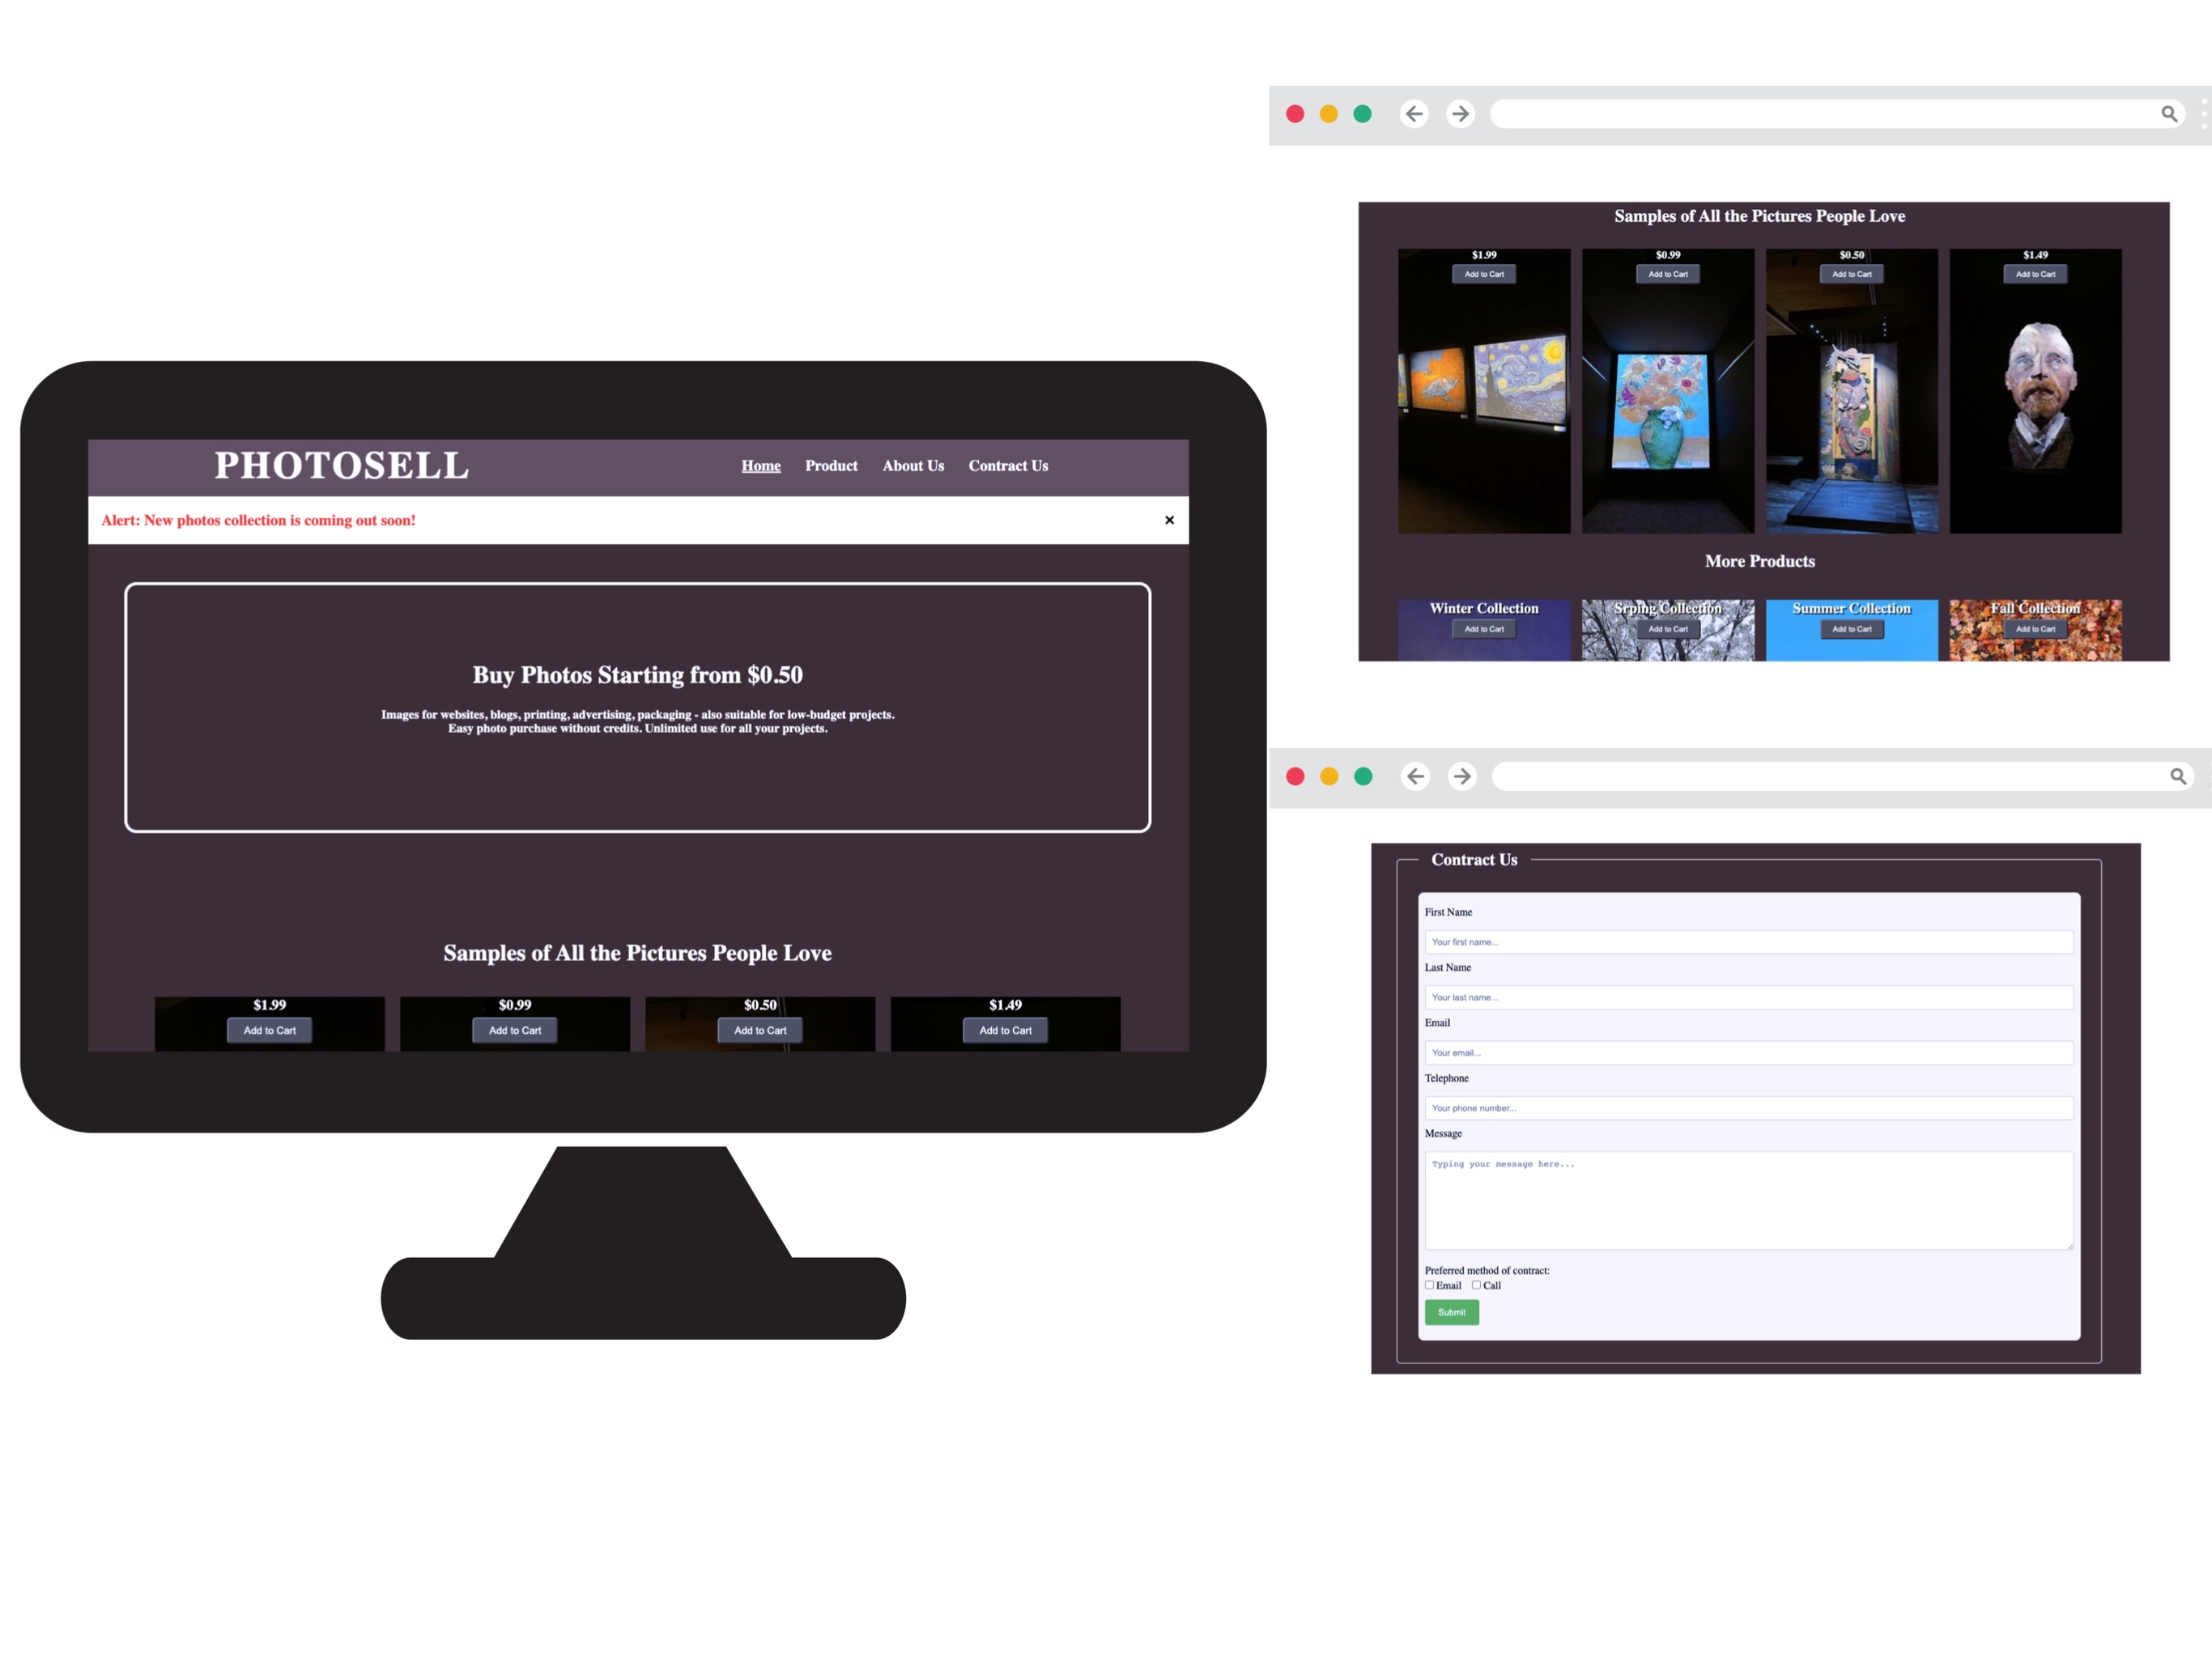 PHOTOSELL
Home Product About Us Contract Us
Alert: New photos collection is coming out soon! ×
Buy Photos Starting from $0.50
Images for websites, blogs, printing, advertising, packaging - also suitable for low-budget projects.
Easy photo purchase without credits. Unlimited use for all your projects.
Samples of All the Pictures People Love
$1.99 $0.99 $0.50 $1.49
Add to Cart Add to Cart Add to Cart Add to Cart
Samples of All the Pictures People Love
$1.99 $0.99 $0.50 $1.49
Add to Cart Add to Cart Add to Cart Add to Cart
More Products
Winter Collection Srping Collection Summer Collection Fall Collection
Add to Cart Add to Cart Add to Cart Add to Cart
Contract Us
First Name
Your first name...
Last Name
Your last name...
Email
Your email...
Telephone
Your phone number...
Message
Typing your message here...
Preferred method of contract:
Email Call
Submit